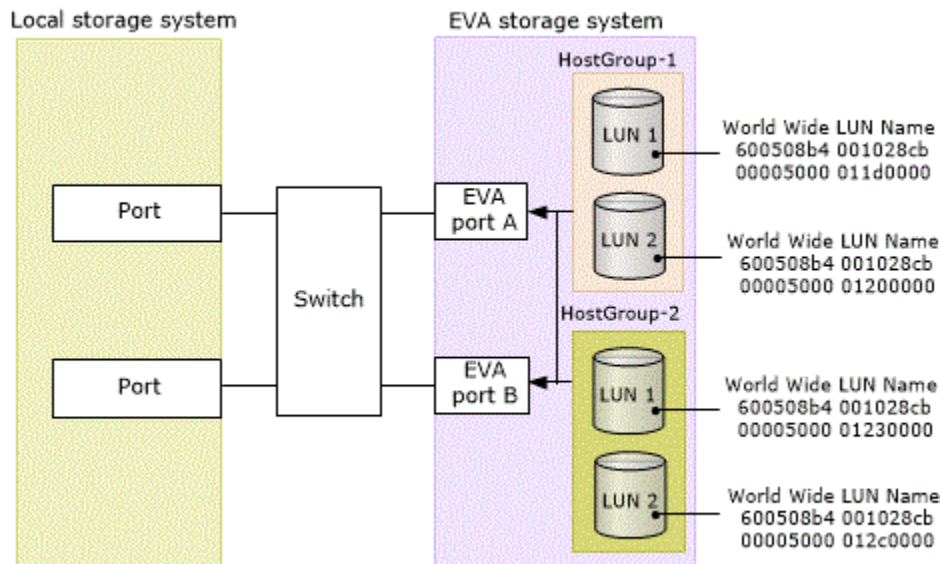 Local storage system
EVA storage system
HostGroup-1
LUN 1
World Wide LUN Name
600508b4 001028cb
00005000 011d0000
Port
EVA
port A
LUN 2
World Wide LUN Name
600508b4 001028cb
00005000 01200000
Switch
HostGroup-2
Port
EVA
port B
LUN 1
World Wide LUN Name
600508b4 001028cb
00005000 01230000
LUN 2
World Wide LUN Name
600508b4 001028cb
00005000 012c0000